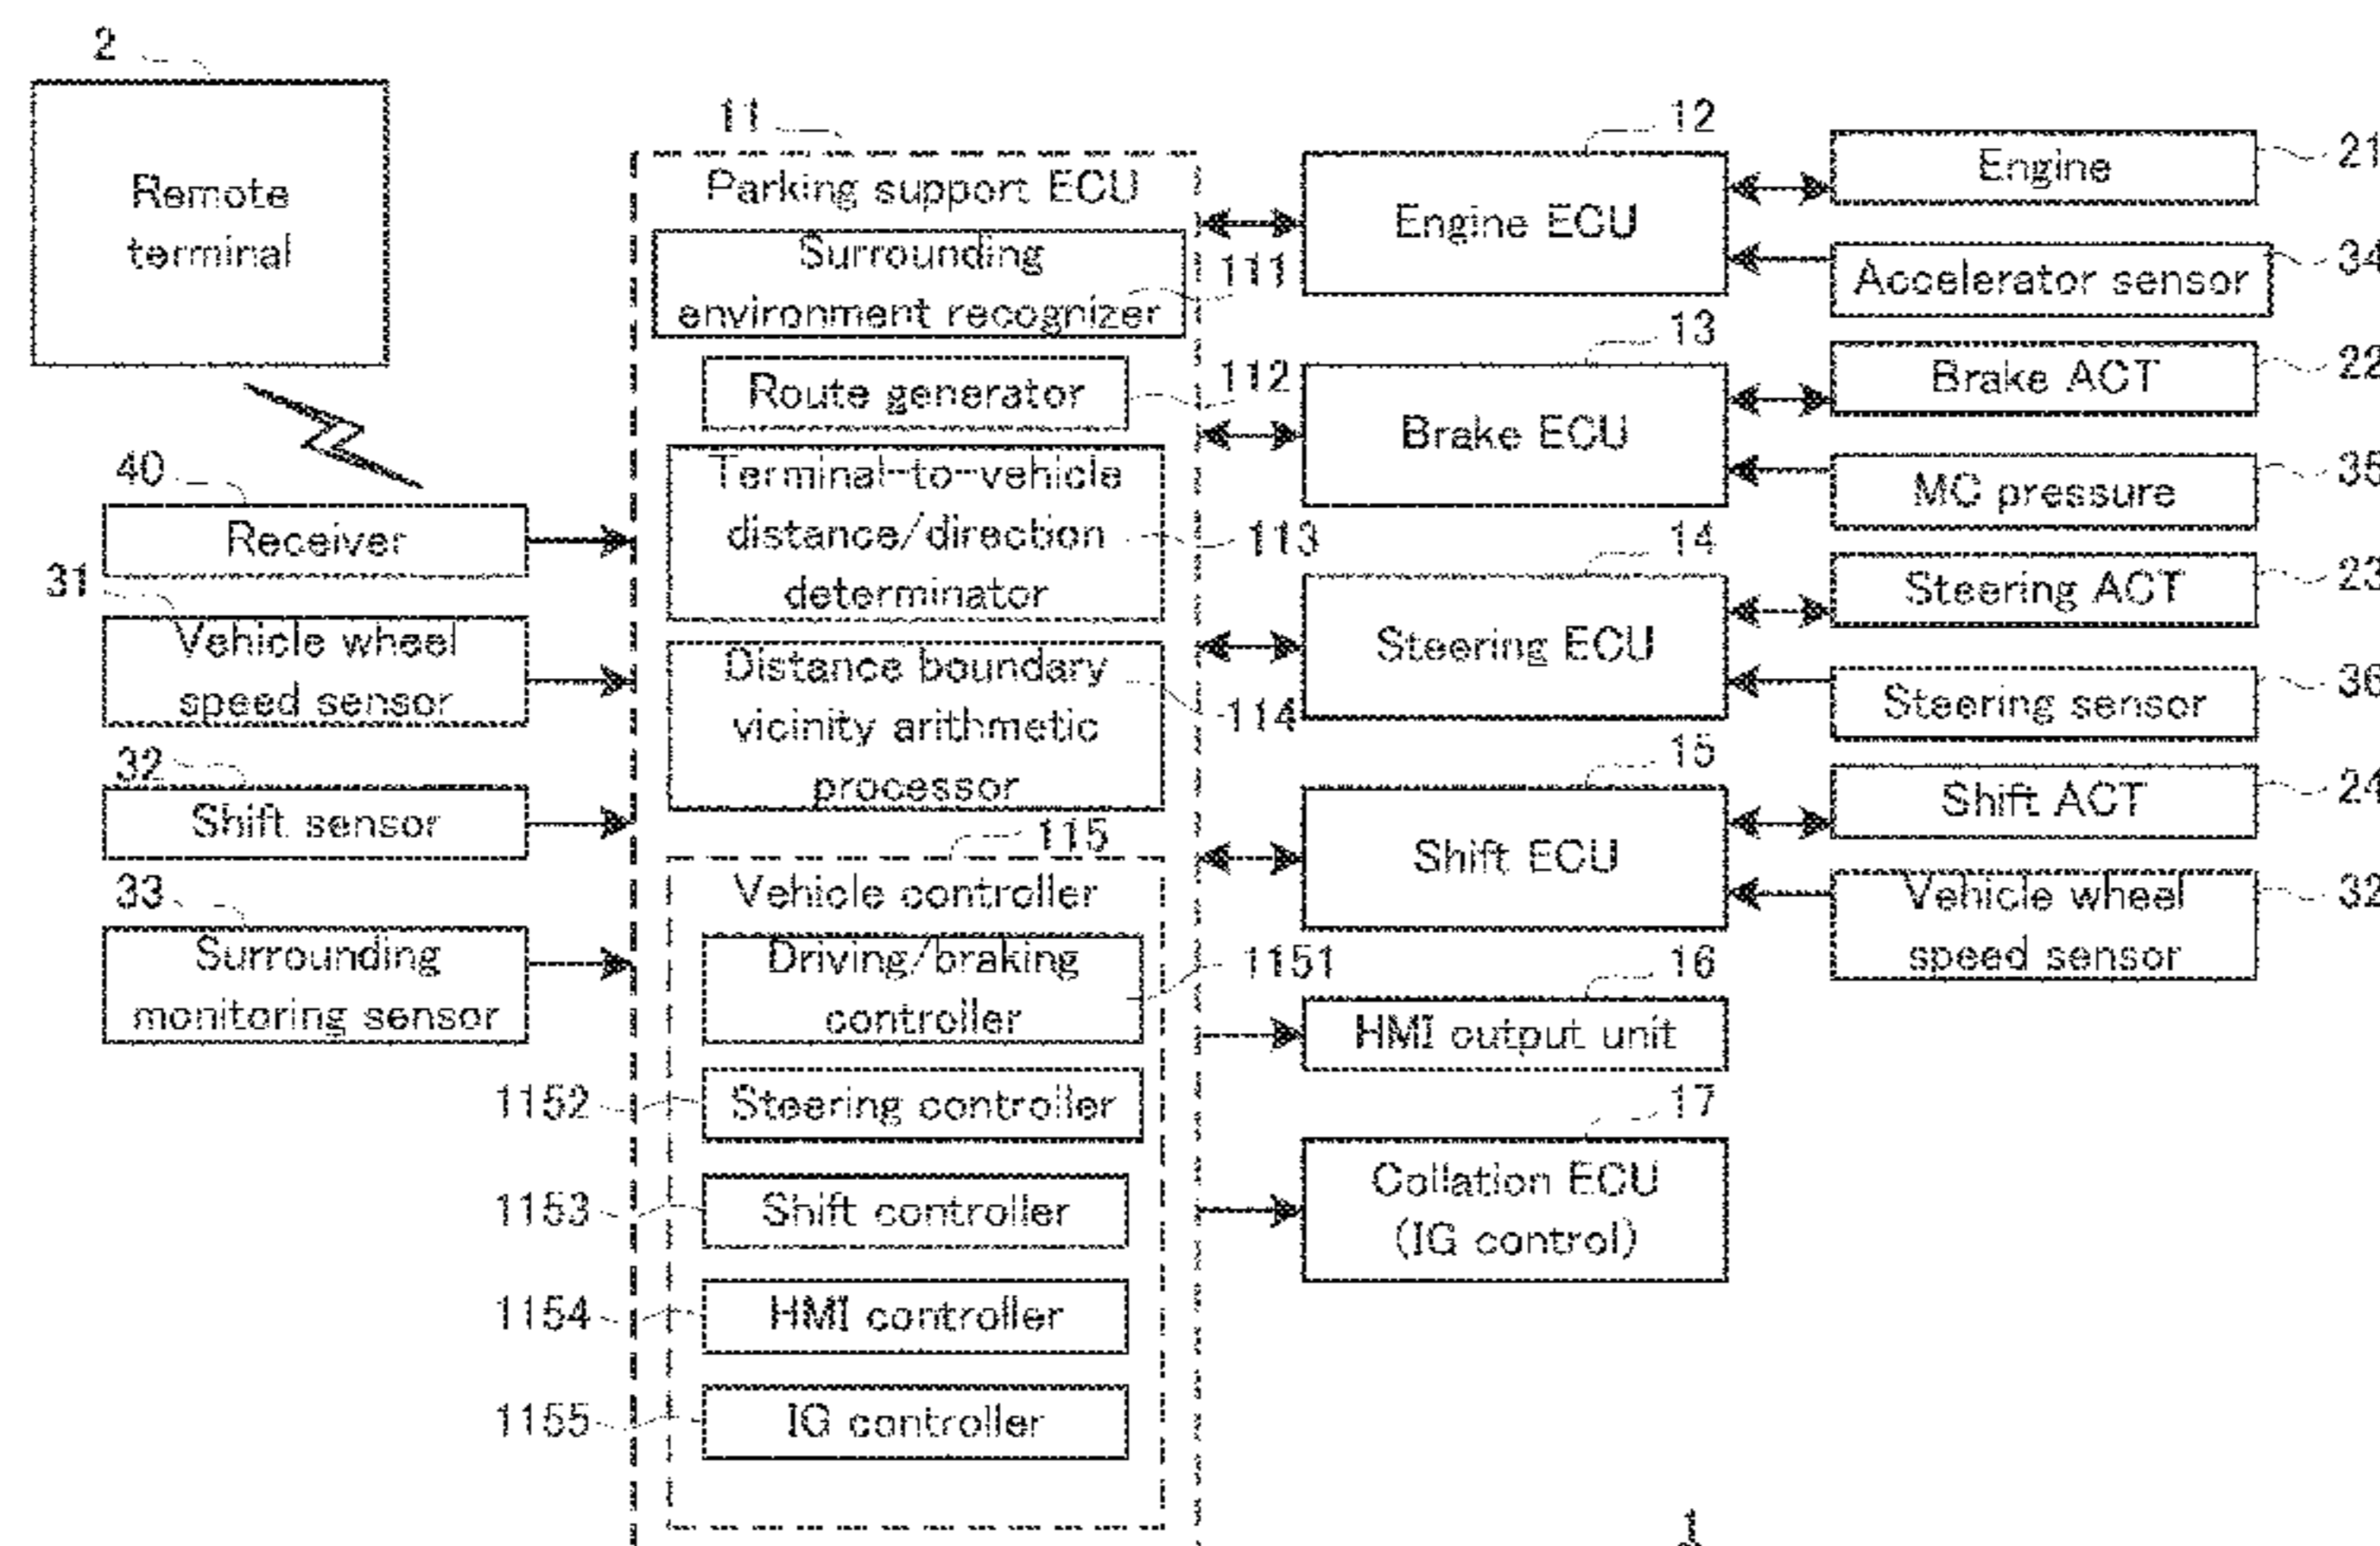 2
Remote
terminal
40
Receiver
31
Vehicle wheel
speed sensor
32
Shift sensor
33
Surrounding
monitoring sensor
11
Parking support ECU
Surrounding
environment recognizer
111
Route generator
112
Terminal-to-vehicle
distance/direction
determinator
113
Distance boundary
vicinity arithmetic
processor
114
115
Vehicle controller
Driving/braking
controller
1151
1152
Steering controller
1153
Shift controller
1154
HMI controller
1155
IG controller
12
Engine ECU
13
Brake ECU
14
Steering ECU
15
Shift ECU
16
HMI output unit
17
Collation ECU
(IG control)
Engine
21
Accelerator sensor
34
Brake ACT
22
MC pressure
35
Steering ACT
23
Steering sensor
36
Shift ACT
24
Vehicle wheel
speed sensor
32
1